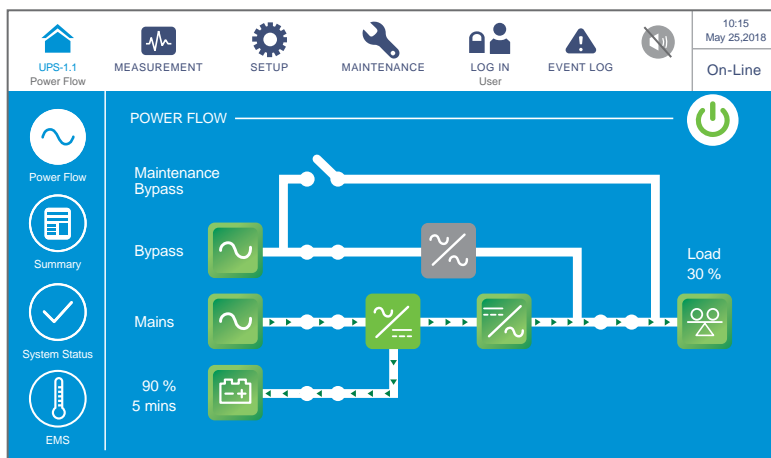 UPS-1.1
Power Flow
MEASUREMENT
SETUP
MAINTENANCE
LOG IN
User
EVENT LOG
10:15
May 25,2018
On-Line
POWER FLOW
Power Flow
Summary
System Status
EMS
Maintenance
Bypass
Bypass
Mains
90 %
5 mins
Load
30 %